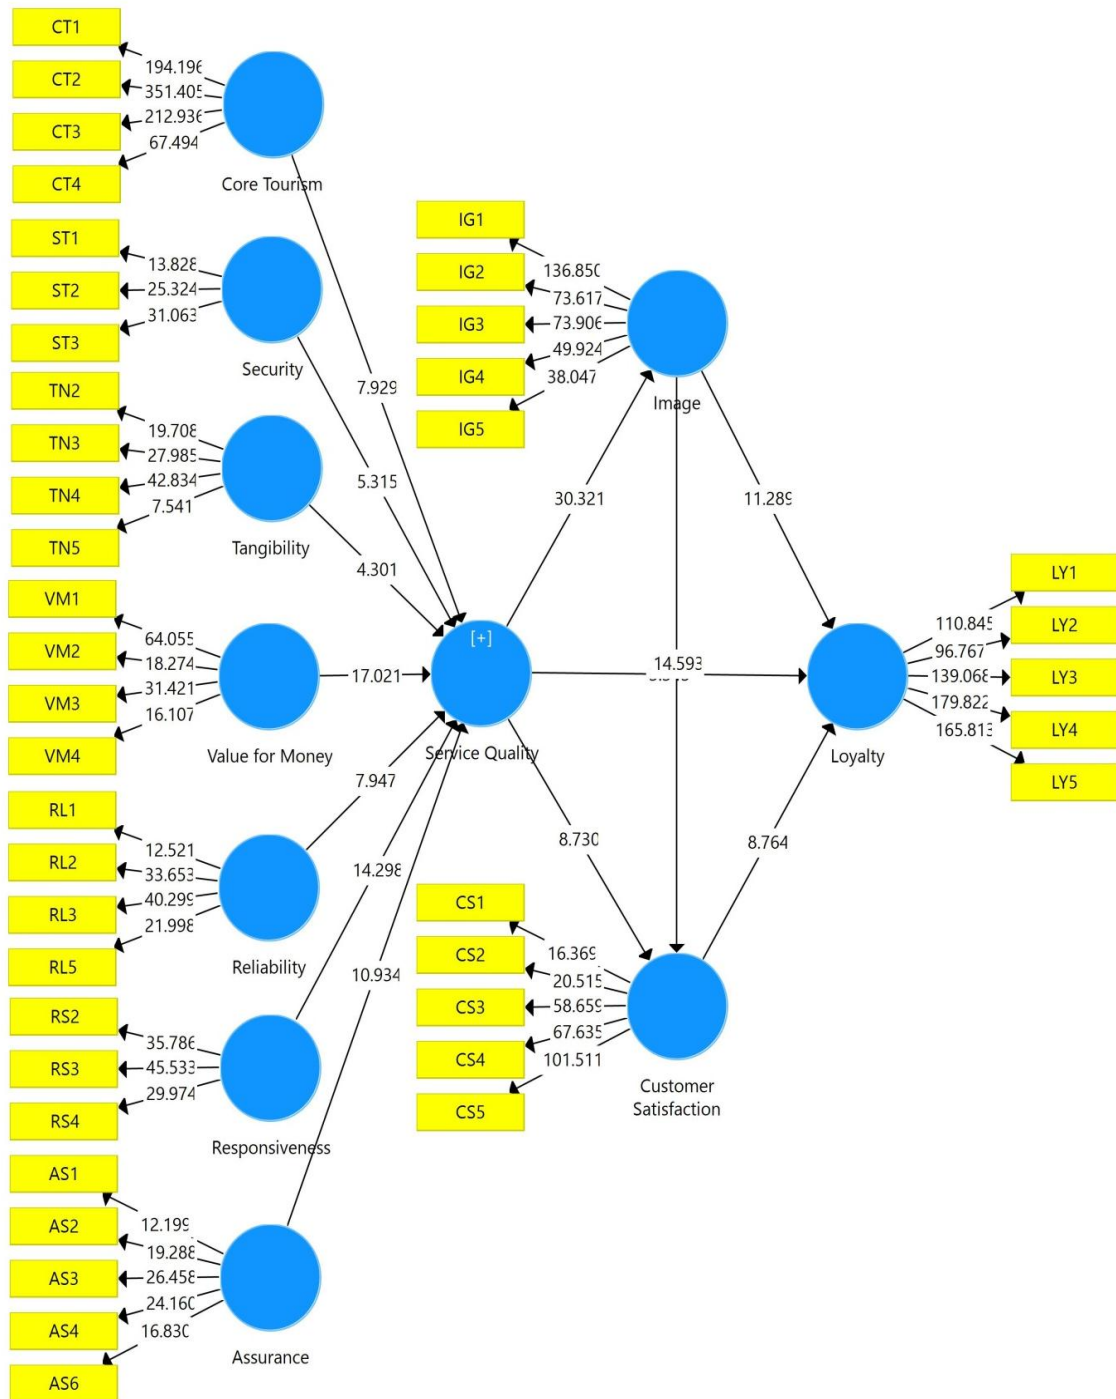 CT1
194.196
CT2
351.405
212.936
CT3
67.494
CT4
Core Tourism
ST1
13.828
ST2
25.324
31.063
ST3
Security
TN2
19.708
TN3
27.985
42.834
TN4
7.541
TN5
Tangibility
VM1
64.055
VM2
18.274
31.421
VM3
16.107
VM4
Value for Money
RL1
12.521
RL2
33.653
40.299
RL3
21.998
RL5
Reliability
RS2
35.786
RS3
45.533
29.974
RS4
Responsiveness
AS1
12.199
AS2
19.288
AS3
26.458
24.160
AS4
16.830
AS6
Assurance
7.929
5.315
4.301
17.021
7.947
14.298
10.934
[+]
Service Quality
IG1
136.850
IG2
73.617
IG3
73.906
49.924
IG4
38.047
IG5
Image
30.321
11.289
14.593
8.730
8.764
CS1
16.369
CS2
20.515
CS3
58.659
67.635
CS4
101.511
CS5
Customer
Satisfaction
Loyalty
LY1
110.845
LY2
96.767
139.068
LY3
179.822
LY4
165.813
LY5